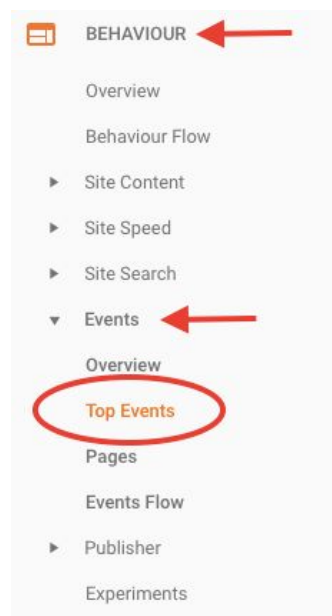 BEHAVIOUR
Overview
Behaviour Flow
Site Content
Site Speed
Site Search
Events
Overview
Top Events
Pages
Events Flow
Publisher
Experiments